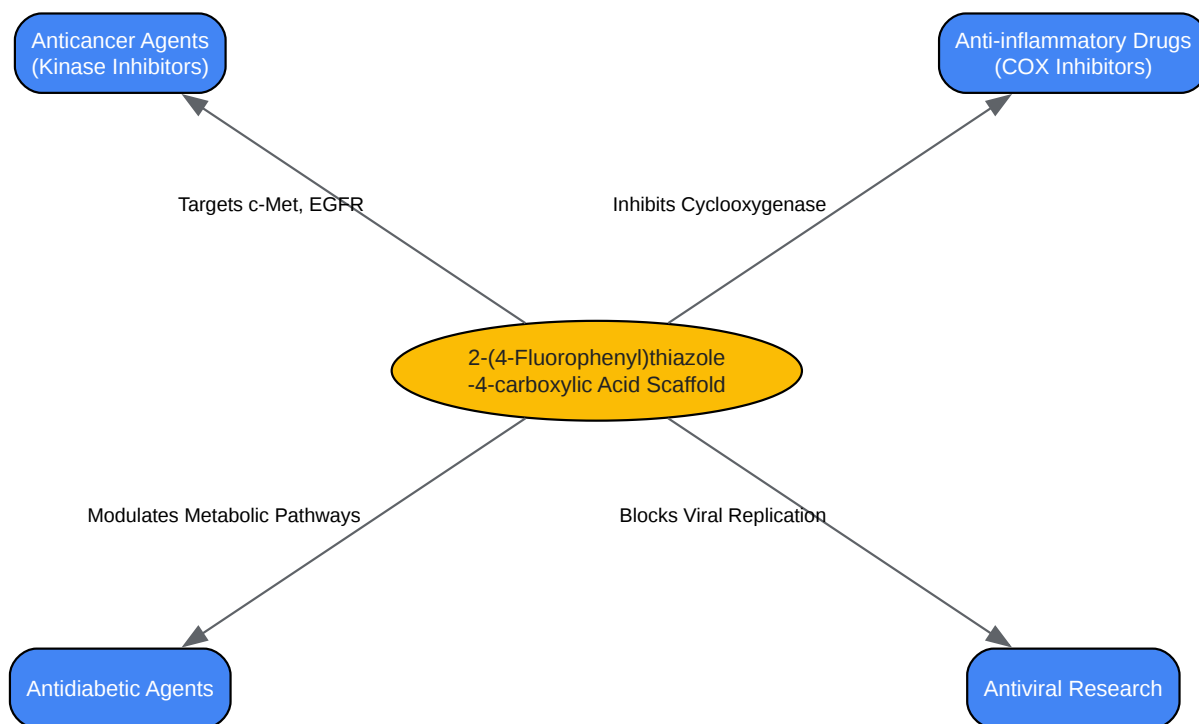 Anticancer Agents
(Kinase Inhibitors)
Anti-inflammatory Drugs
(COX Inhibitors)
Targets c-Met, EGFR
Inhibits Cyclooxygenase
2-(4-Fluorophenyl)thiazole
-4-carboxylic Acid Scaffold
Modulates Metabolic Pathways
Blocks Viral Replication
Antidiabetic Agents
Antiviral Research